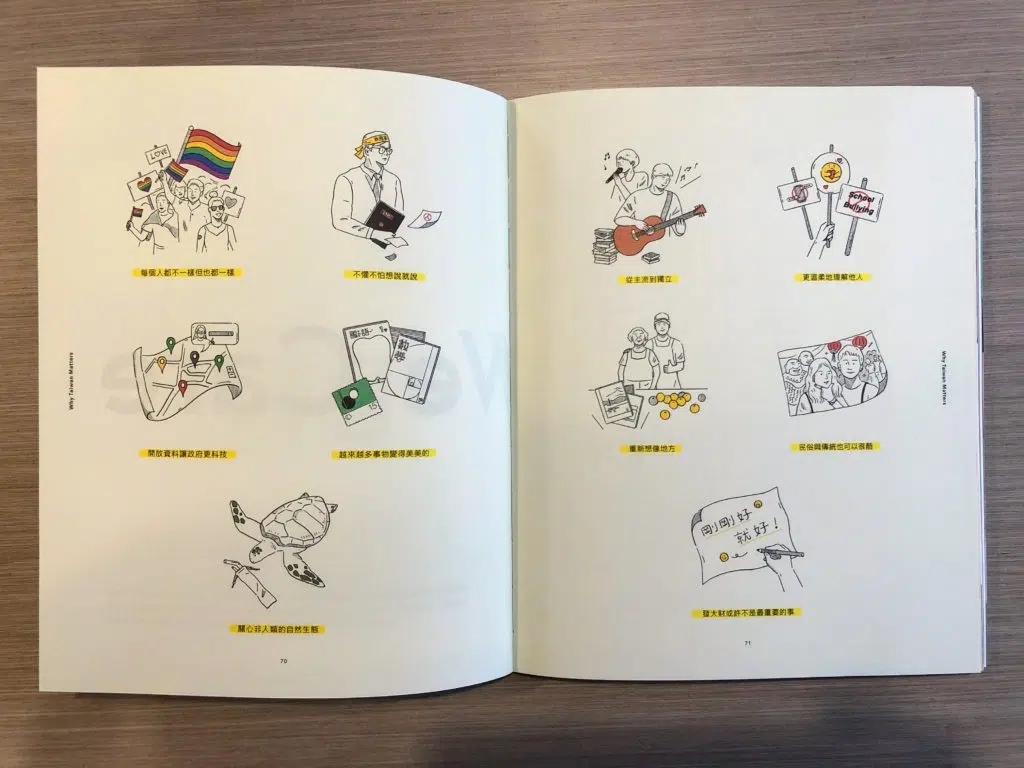 LOVE
每個人都不一樣但也都一樣
不懂不怕想說就說
Why Taiwan Matters
開放資料讓政府更科技
數學
越來越多事物變得美美的
關心非人類的自然生態
70
School
Bullying
從主流到獨立
更溫柔地理解他人
重新想像地方
民俗與傳統也可以很酷
Why Taiwan Matters
剛剛好
就好!
發大財或許不是最重要的事
71